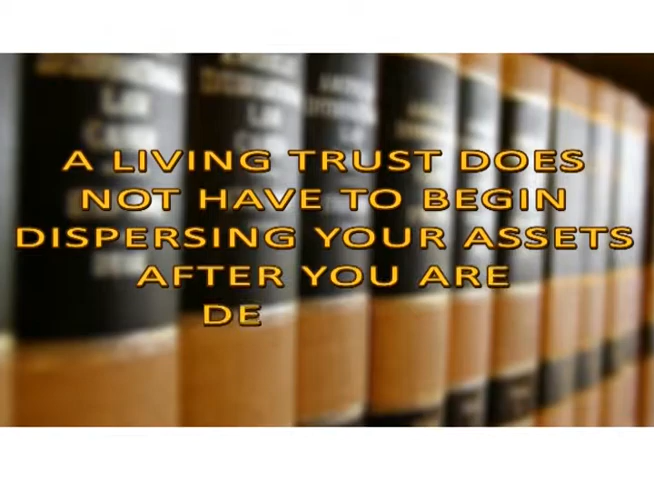 A LIVING TRUST DOES
NOT HAVE TO BEGIN
DISPERSING YOUR ASSETS
AFTER YOU ARE
DE